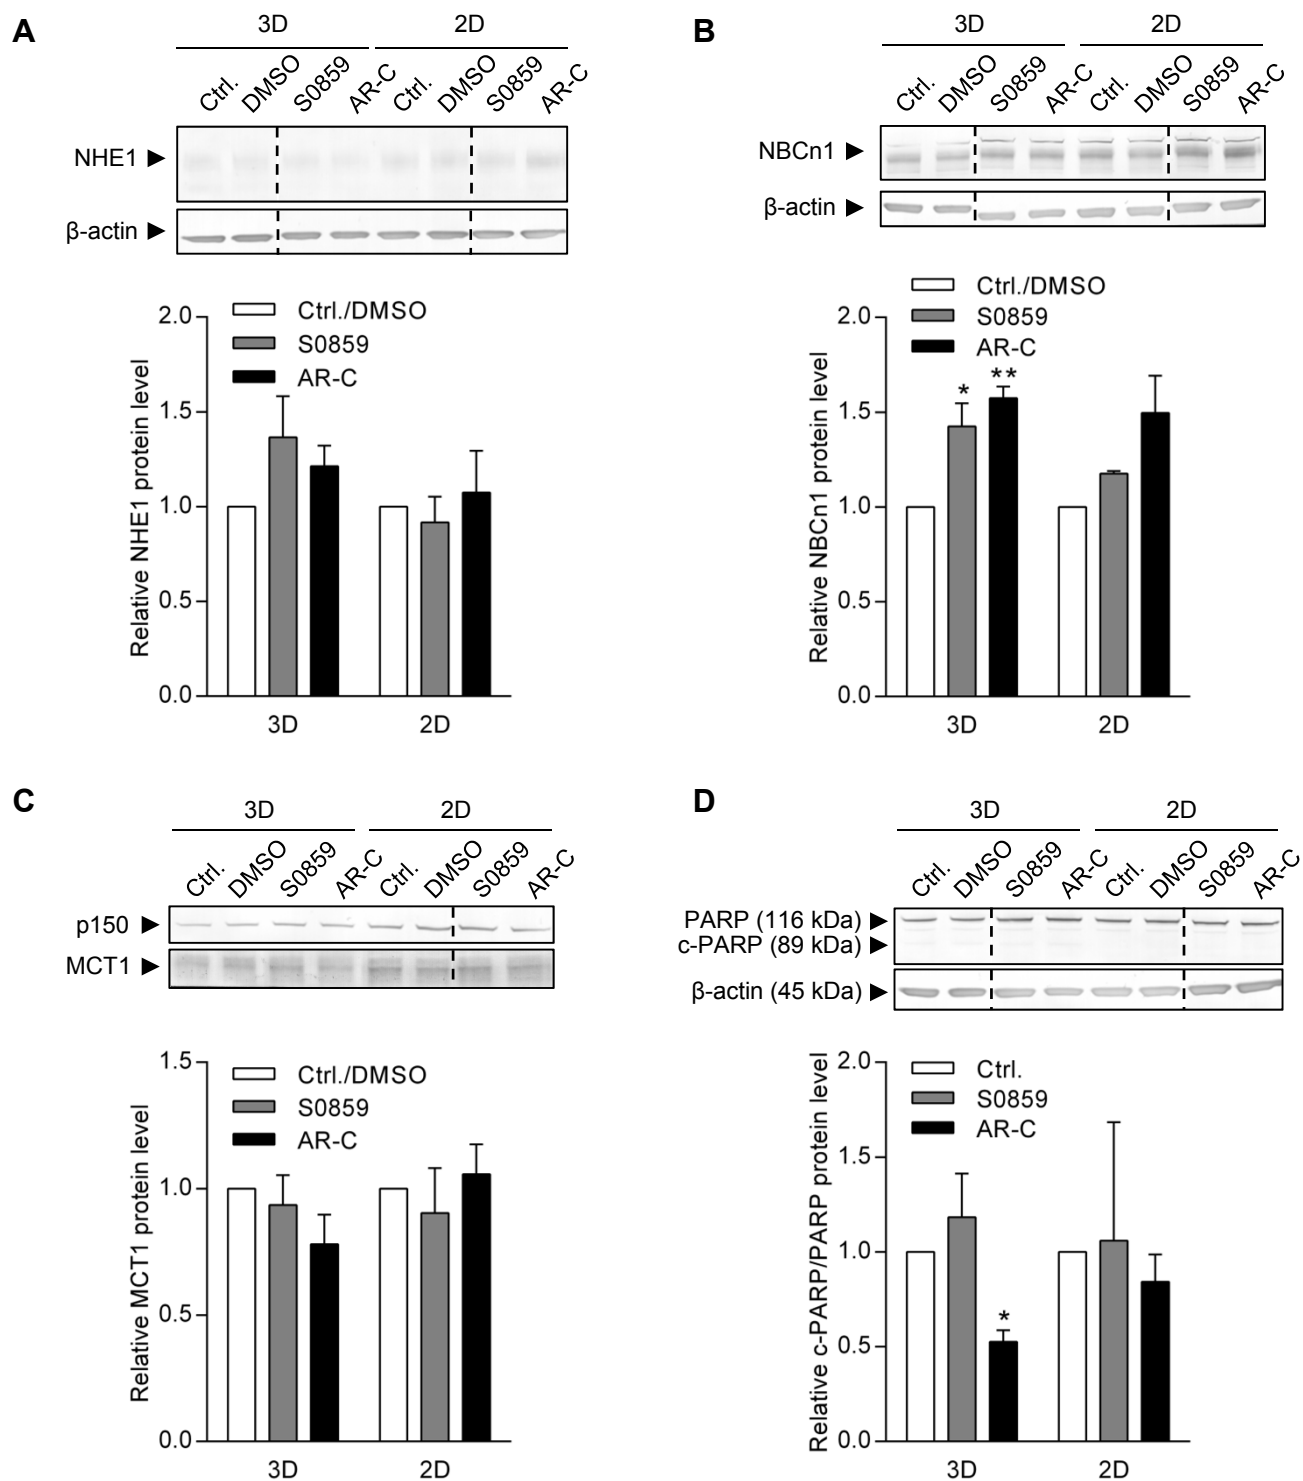 A
3D 2D
Ctrl. DMSO S0859 AR-C Ctrl. DMSO S0859 AR-C
NHE1 ►
β-actin ►
Ctrl./DMSO
S0859
AR-C
Relative NHE1 protein level
2.0
1.5
1.0
0.5
0.0
3D 2D
B
3D 2D
Ctrl. DMSO S0859 AR-C Ctrl. DMSO S0859 AR-C
NBCn1 ►
β-actin ►
Ctrl./DMSO
S0859
AR-C
Relative NBCn1 protein level
2.0
1.5
1.0
0.5
0.0
* **
3D 2D
C
3D 2D
Ctrl. DMSO S0859 AR-C Ctrl. DMSO S0859 AR-C
p150 ►
MCT1 ►
Ctrl./DMSO
S0859
AR-C
Relative MCT1 protein level
1.5
1.0
0.5
0.0
3D 2D
D
3D 2D
Ctrl. DMSO S0859 AR-C Ctrl. DMSO S0859 AR-C
PARP (116 kDa) ►
c-PARP (89 kDa) ►
β-actin (45 kDa) ►
Ctrl.
S0859
AR-C
Relative c-PARP/PARP protein level
2.0
1.5
1.0
0.5
0.0
*
3D 2D